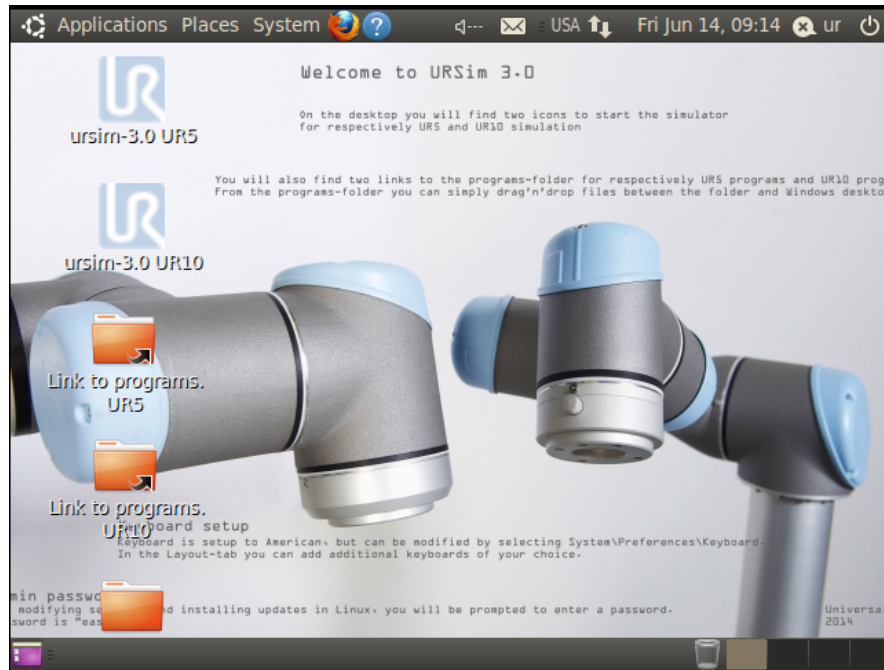 Applications Places System ? USA Fri Jun 14, 09:14 ur
UR
ursim-3.0 UR5
Welcome to URSim 3.0
On the desktop you will find two icons to start the simulator
for respectively UR5 and UR10 simulation
You will also find two links to the programs-folder for respectively UR5 programs and UR10 prog
From the programs-folder you can simply drag'n'drop files between the folder and Windows deskto
UR
ursim-3.0 UR10
Link to programs.
UR5
Link to programs.
UR10
Keyboard setup
Keyboard is setup to American, but can be modified by selecting System\Preferences\Keyboard.
In the Layout-tab you can add additional keyboards of your choice.
min passwo
modifying se nd installing updates in Linux, you will be prompted to enter a password.
sword is "eas
Universal
2014